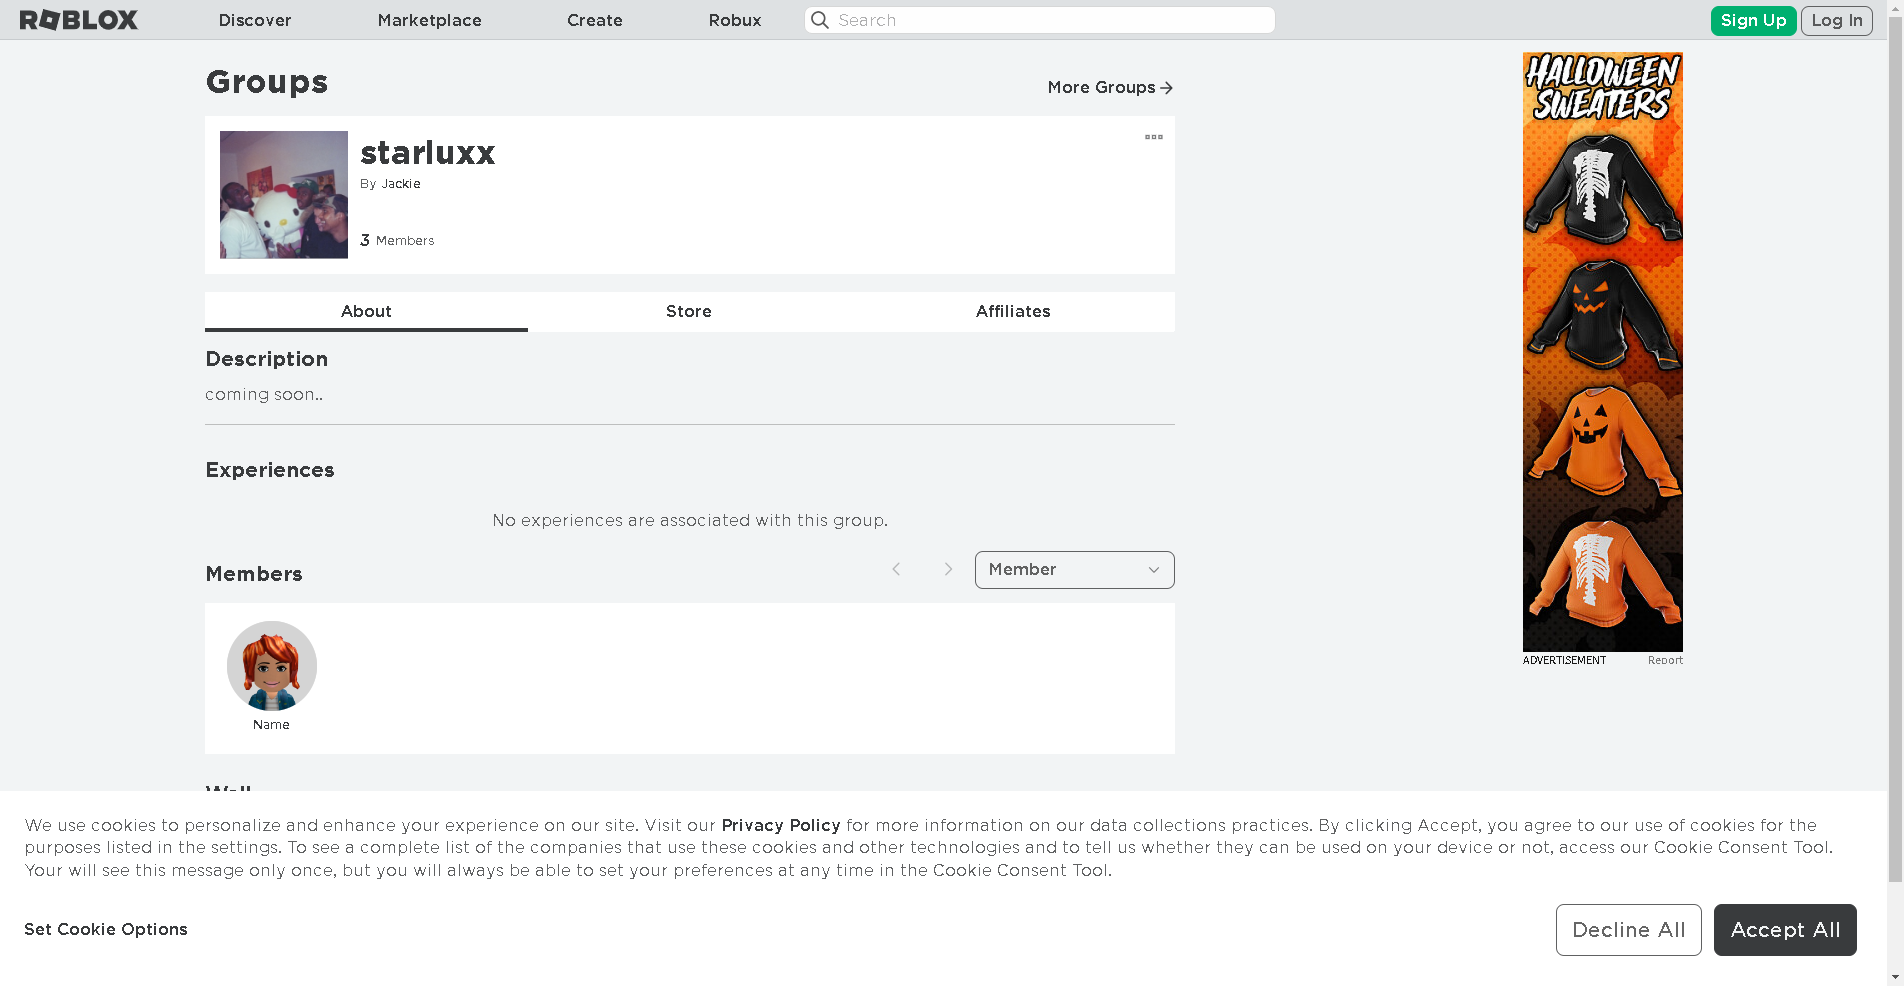 ROBLOX
Discover
Marketplace
Create
Robux
Search
Sign Up
Log In
Groups
More Groups
starluxx
By Jackie
3 Members
About
Store
Affiliates
Description
coming soon..
Experiences
No experiences are associated with this group.
Members
Member
Name
HALLOWEEN
SWEATERS
ADVERTISEMENT
Report
We use cookies to personalize and enhance your experience on our site. Visit our Privacy Policy for more information on our data collections practices. By clicking Accept, you agree to our use of cookies for the
purposes listed in the settings. To see a complete list of the companies that use these cookies and other technologies and to tell us whether they can be used on your device or not, access our Cookie Consent Tool.
Your will see this message only once, but you will always be able to set your preferences at any time in the Cookie Consent Tool.
Set Cookie Options
Decline All
Accept All